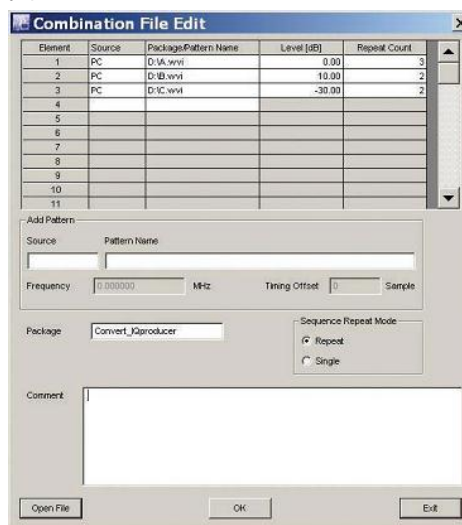 Combination File Edit
Element Source Package/Pattern Name Level [dB] Repeat Count
1 PC D:\A.wvi 0.00 3
2 PC D:\B.wvi 10.00 2
3 PC D:\C.wvi -30.00 2
4
5
6
7
8
9
10
11
Add Pattern
Source Pattern Name
Frequency 0.000000 MHz Timing Offset 0 Sample
Package Convert_IQproducer
Sequence Repeat Mode
Repeat
Single
Comment
Open File OK Exit